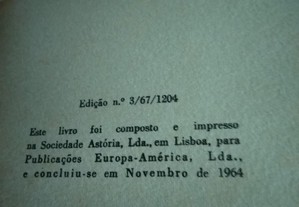 Edição n.º 3/67/1204
Este livro foi composto e impresso
na Sociedade Astória, Lda., em Lisboa, para
Publicações Europa-América, Lda.,
e concluiu-se em Novembro de 1964